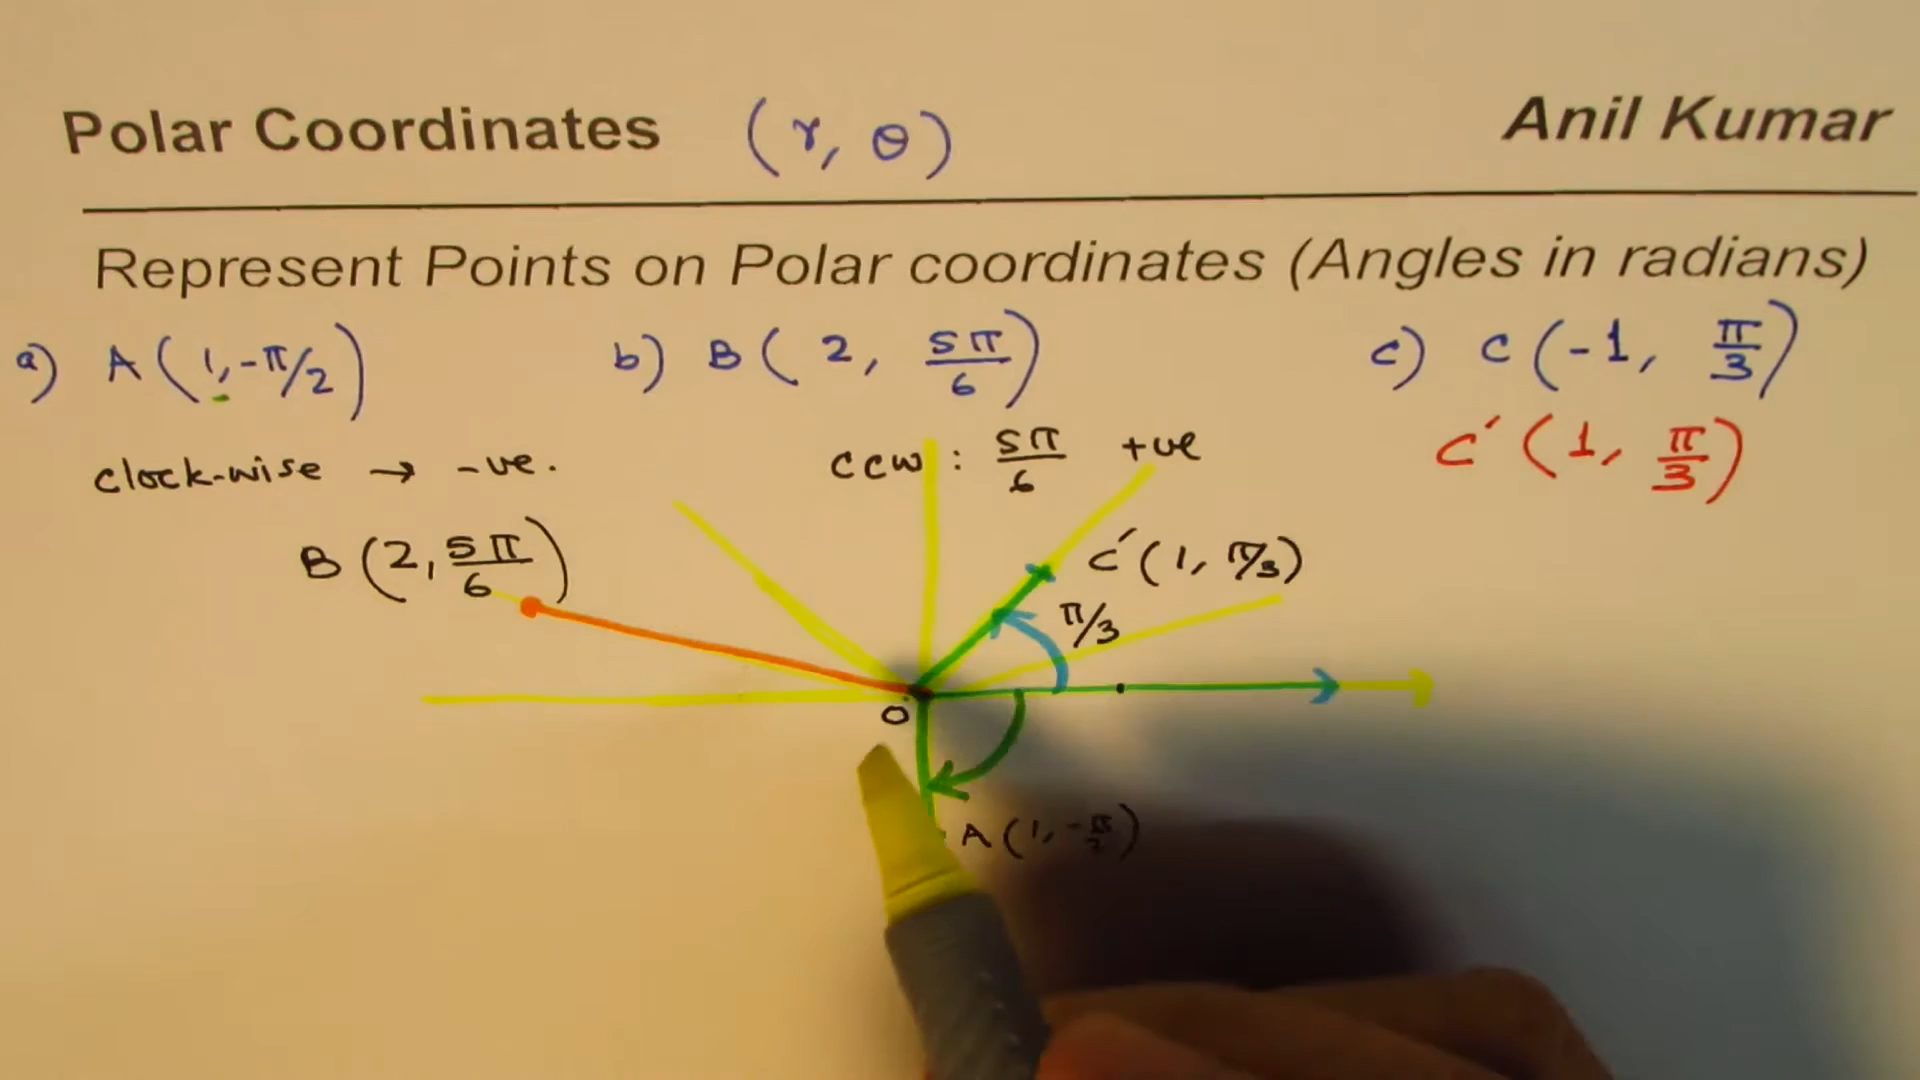 Polar Coordinates (r, θ) Anil Kumar
Represent Points on Polar coordinates (Angles in radians)
a) A(1, -π/2) b) B(2, 5π/6) c) C(-1, π/3)
C'(1, π/3)
clock-wise → -ve. ccw : 5π/6 +ve
B(2, 5π/6) C'(1, π/3)
π/3
O
A(1, -π/2)